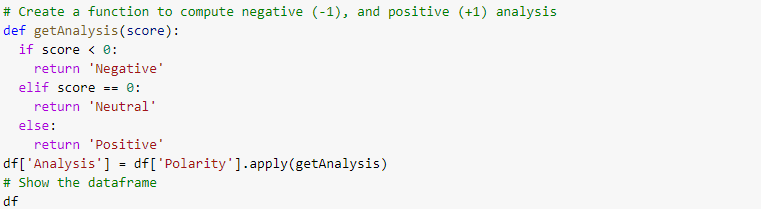 # Create a function to compute negative (-1), and positive (+1) analysis
def getAnalysis(score):
  if score < 0:
    return 'Negative'
  elif score == 0:
    return 'Neutral'
  else:
    return 'Positive'
df['Analysis'] = df['Polarity'].apply(getAnalysis)
# Show the dataframe
df